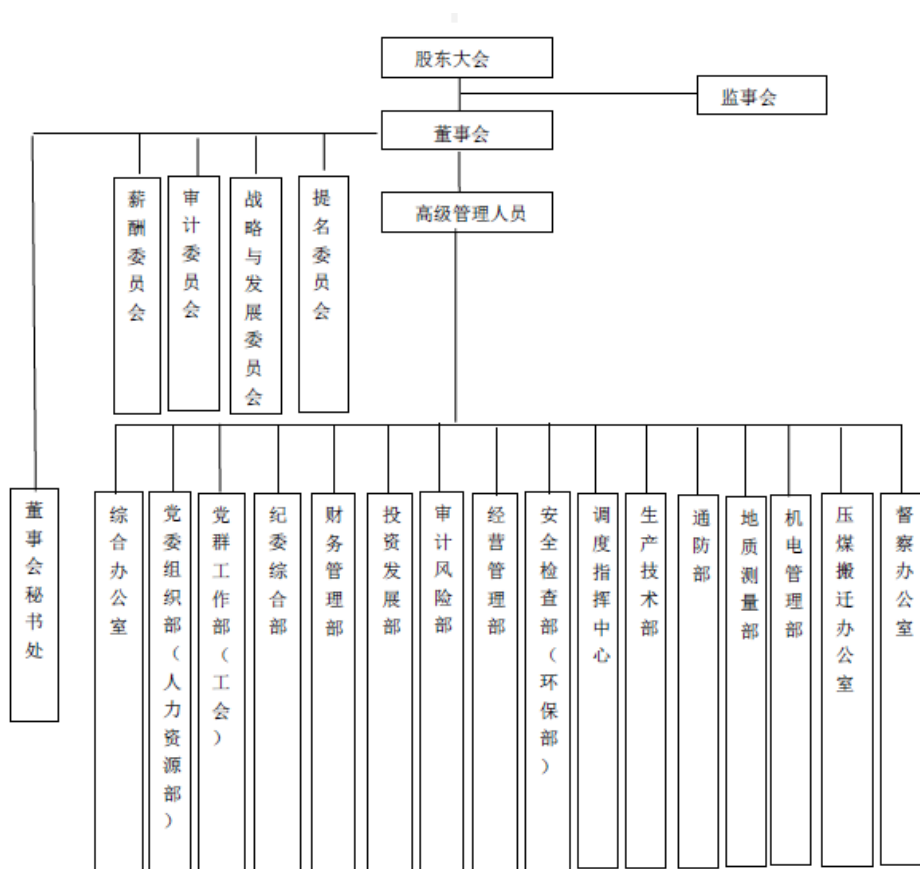 股东大会
监事会
董事会
高级管理人员
薪酬委员会
审计委员会
战略与发展委员会
提名委员会
董事会秘书处
综合办公室
党委组织部（人力资源部）
党群工作部（工会）
纪委综合部
财务管理部
投资发展部
审计风险部
经营管理部
安全检查部（环保部）
调度指挥中心
生产技术部
通防部
地质测量部
机电管理部
压煤搬迁办公室
督察办公室